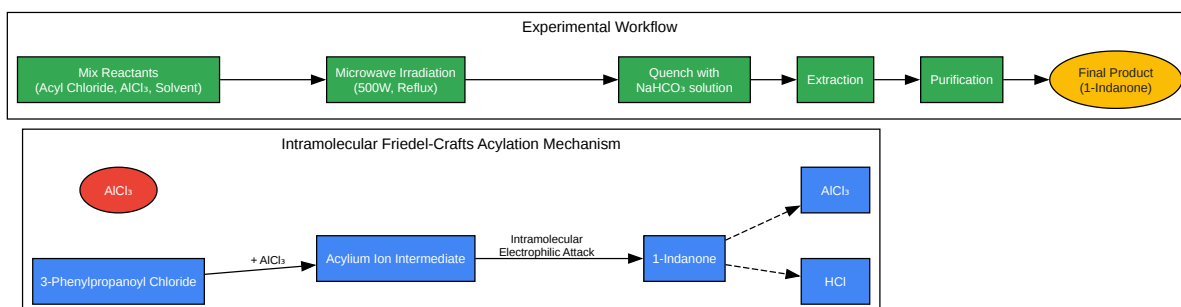 Experimental Workflow
Mix Reactants
(Acyl Chloride, AlCl₃, Solvent)
Microwave Irradiation
(500W, Reflux)
Quench with
NaHCO₃ solution
Extraction
Purification
Final Product
(1-Indanone)
Intramolecular Friedel-Crafts Acylation Mechanism
AlCl₃
3-Phenylpropanoyl Chloride
+ AlCl₃
Acylium Ion Intermediate
Intramolecular
Electrophilic Attack
1-Indanone
AlCl₃
HCl